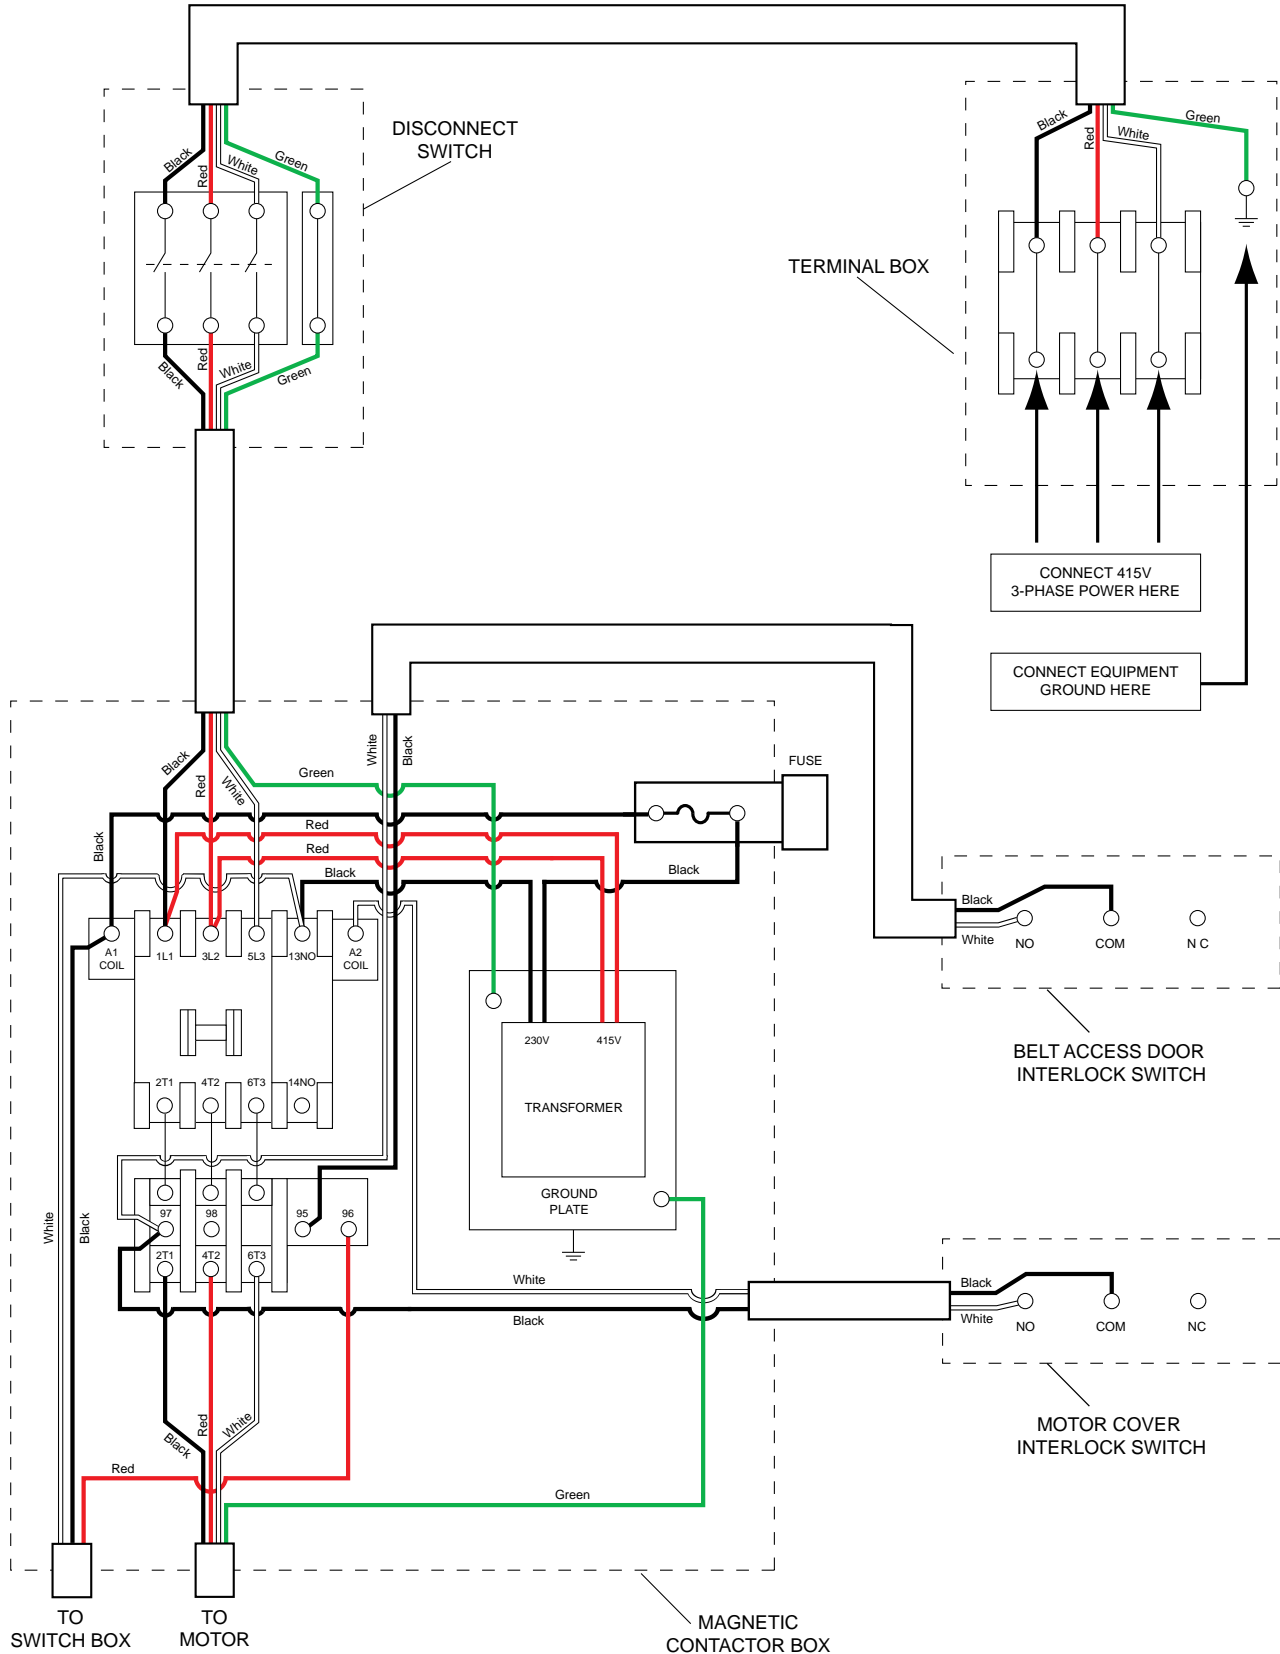 DISCONNECT
SWITCH
Black
Red
White
Green
Black
Red
White
Green
Black
Red
White
Green
TERMINAL BOX
CONNECT 415V
3-PHASE POWER HERE
CONNECT EQUIPMENT
GROUND HERE
Black
Red
White
Green
White
Black
FUSE
Black
Red
Red
Black
Black
A1
COIL
1L1
3L2
5L3
13NO
A2
COIL
2T1
4T2
6T3
14NO
230V
415V
TRANSFORMER
GROUND
PLATE
Black
White
NO
COM
N C
BELT ACCESS DOOR
INTERLOCK SWITCH
97
98
95
96
2T1
4T2
6T3
White
Black
White
Black
Black
White
NO
COM
NC
MOTOR COVER
INTERLOCK SWITCH
Black
Red
White
Red
Green
TO
SWITCH BOX
TO
MOTOR
MAGNETIC
CONTACTOR BOX